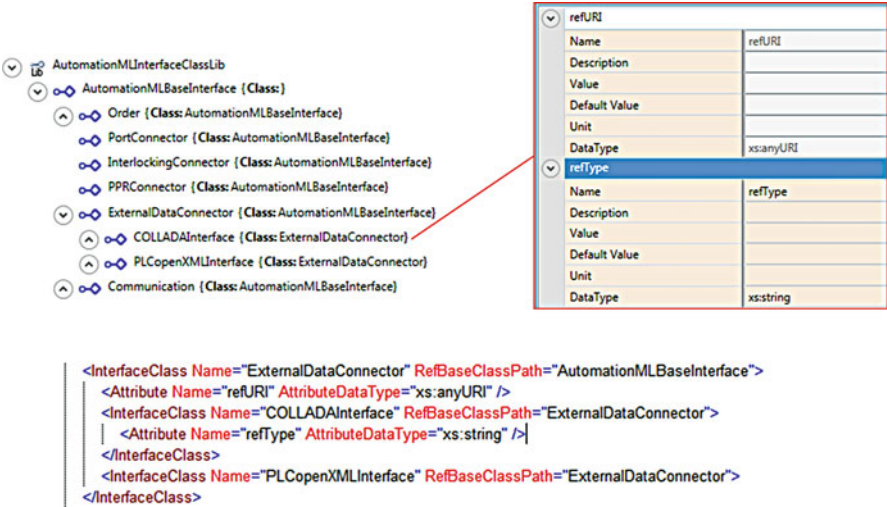 AutomationMLInterfaceClassLib
AutomationMLBaseInterface {Class:}
Order {Class: AutomationMLBaseInterface}
PortConnector {Class: AutomationMLBaseInterface}
InterlockingConnector {Class: AutomationMLBaseInterface}
PPRConnector {Class: AutomationMLBaseInterface}
ExternalDataConnector {Class: AutomationMLBaseInterface}
COLLADAInterface {Class: ExternalDataConnector}
PLCopenXMLInterface {Class: ExternalDataConnector}
Communication {Class: AutomationMLBaseInterface}
refURI
Name refURI
Description
Value
Default Value
Unit
DataType xs:anyURI
refType
Name refType
Description
Value
Default Value
Unit
DataType xs:string
<InterfaceClass Name="ExternalDataConnector" RefBaseClassPath="AutomationMLBaseInterface">
<Attribute Name="refURI" AttributeDataType="xs:anyURI" />
<InterfaceClass Name="COLLADAInterface" RefBaseClassPath="ExternalDataConnector">
<Attribute Name="refType" AttributeDataType="xs:string" />
</InterfaceClass>
<InterfaceClass Name="PLCopenXMLInterface" RefBaseClassPath="ExternalDataConnector">
</InterfaceClass>